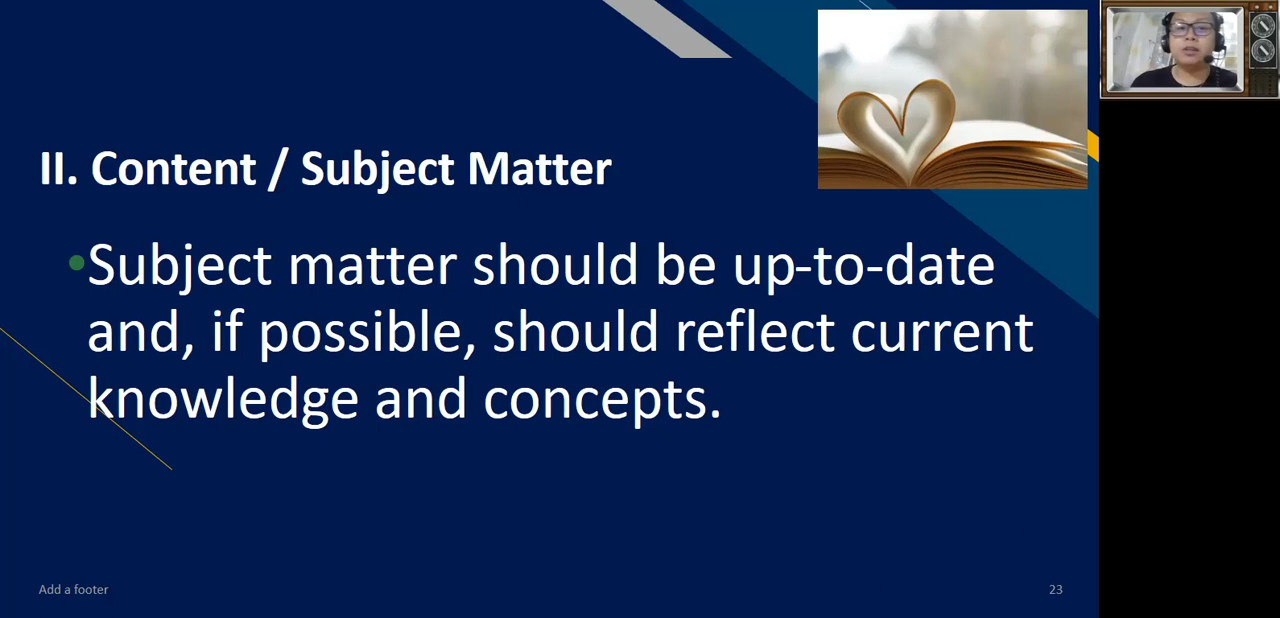 II. Content / Subject Matter
•Subject matter should be up-to-date
and, if possible, should reflect current
knowledge and concepts.
Add a footer
23